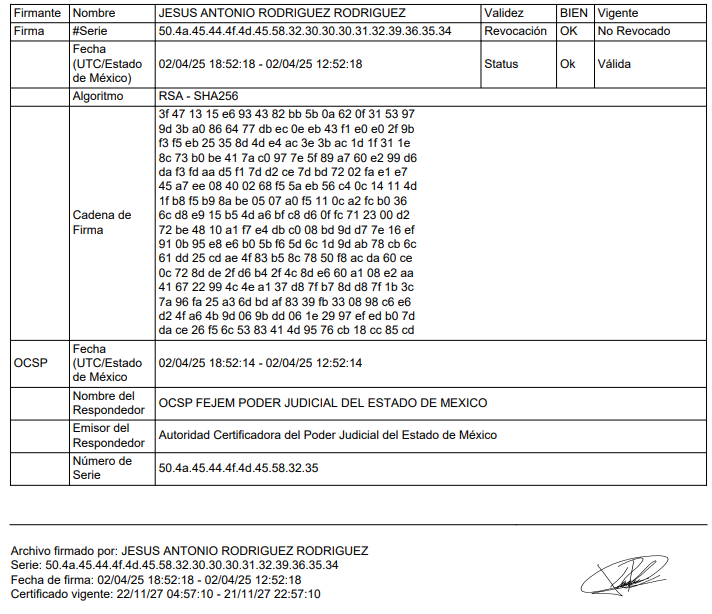 Firmante Nombre JESUS ANTONIO RODRIGUEZ RODRIGUEZ Validez BIEN Vigente
Firma #Serie 50.4a.45.44.4f.4d.45.58.32.30.30.30.31.32.39.36.35.34 Revocación OK No Revocado
Fecha
(UTC/Estado
de México)
02/04/25 18:52:18 - 02/04/25 12:52:18 Status Ok Válida
Algoritmo RSA - SHA256
Cadena de
Firma
3f 47 13 15 e6 93 43 82 bb 5b 0a 62 0f 31 53 97
9d 3b a0 86 64 77 db ec 0e eb 43 f1 e0 e0 2f 9b
f3 f5 eb 25 35 8d 4d e4 ac 3e 3b ac 1d 1f 31 1e
8c 73 b0 be 41 7a c0 97 7e 5f 89 a7 60 e2 99 d6
da f3 fd aa d5 f1 7d d2 ce 7d bd 72 02 fa e1 e7
45 a7 ee 08 40 02 68 f5 5a eb 56 c4 0c 14 11 4d
1f b8 f5 b9 8a be 05 07 a0 f5 11 0c a2 fc b0 36
6c d8 e9 15 b5 4d a6 bf c8 d6 0f fc 71 23 00 d2
72 be 48 10 a1 f7 e4 db c0 08 bd 9d d7 7e 16 ef
91 0b 95 e8 e6 b0 5b f6 5d 6c 1d 9d ab 78 cb 6c
61 dd 25 cd ae 4f 83 b5 8c 78 50 f8 ac da 60 ce
0c 72 8d de 2f d6 b4 2f 4c 8d e6 60 a1 08 e2 aa
41 67 22 99 4c 4e a1 37 d8 7f b7 8d d8 7f 1b 3c
7a 96 fa 25 a3 6d bd af 83 39 fb 33 08 98 c6 e6
d2 4f a6 4b 9d 06 9b dd 06 1e 29 97 ef ed b0 7d
da ce 26 f5 6c 53 83 41 4d 95 76 cb 18 cc 85 cd
OCSP
Fecha
(UTC/Estado
de México
02/04/25 18:52:14 - 02/04/25 12:52:14
Nombre del
Respondedor
OCSP FEJEM PODER JUDICIAL DEL ESTADO DE MEXICO
Emisor del
Respondedor
Autoridad Certificadora del Poder Judicial del Estado de México
Número de
Serie
50.4a.45.44.4f.4d.45.58.32.35
Archivo firmado por: JESUS ANTONIO RODRIGUEZ RODRIGUEZ
Serie: 50.4a.45.44.4f.4d.45.58.32.30.30.30.31.32.39.36.35.34
Fecha de firma: 02/04/25 18:52:18 - 02/04/25 12:52:18
Certificado vigente: 22/11/27 04:57:10 - 21/11/27 22:57:10